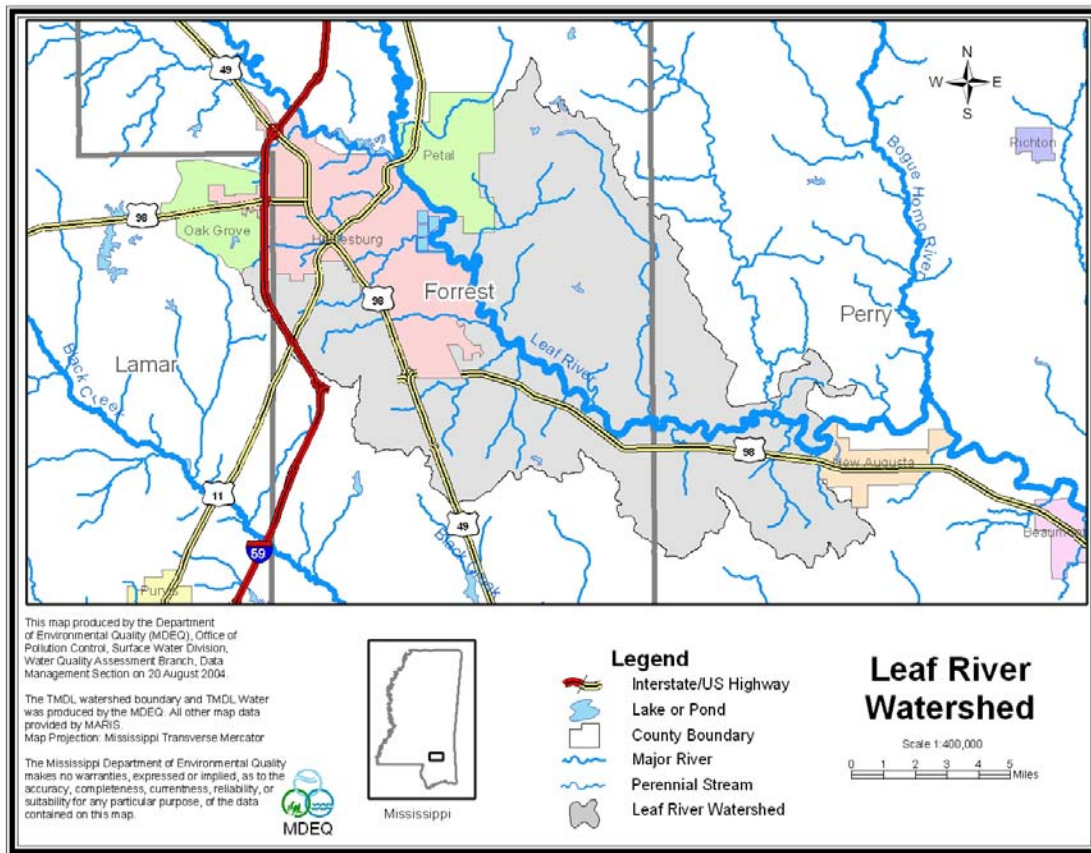 49
N
W E
S
Petal
Richton
Bogue Homo River
98
Oak Grove
Hattiesburg
98
Forrest
Perry
Lamar
Black Creek
Leaf River
98
New Augusta
11
49
Beaumont
59
Black Creek
Purvis
This map produced by the Department
of Environmental Quality (MDEQ), Office of
Pollution Control, Surface Water Division,
Water Quality Assessment Branch, Data
Management Section on 20 August 2004.
The TMDL watershed boundary and TMDL Water
was produced by the MDEQ. All other map data
provided by MARIS.
Map Projection: Mississippi Transverse Mercator
The Mississippi Department of Environmental Quality
makes no warranties, expressed or implied, as to the
accuracy, completeness, currentness, reliability, or
suitability for any particular purpose, of the data
contained on this map.
MDEQ
Mississippi
Legend
Interstate/US Highway
Lake or Pond
County Boundary
Major River
Perennial Stream
Leaf River Watershed
Leaf River
Watershed
Scale 1:400,000
0 1 2 3 4 5
Miles